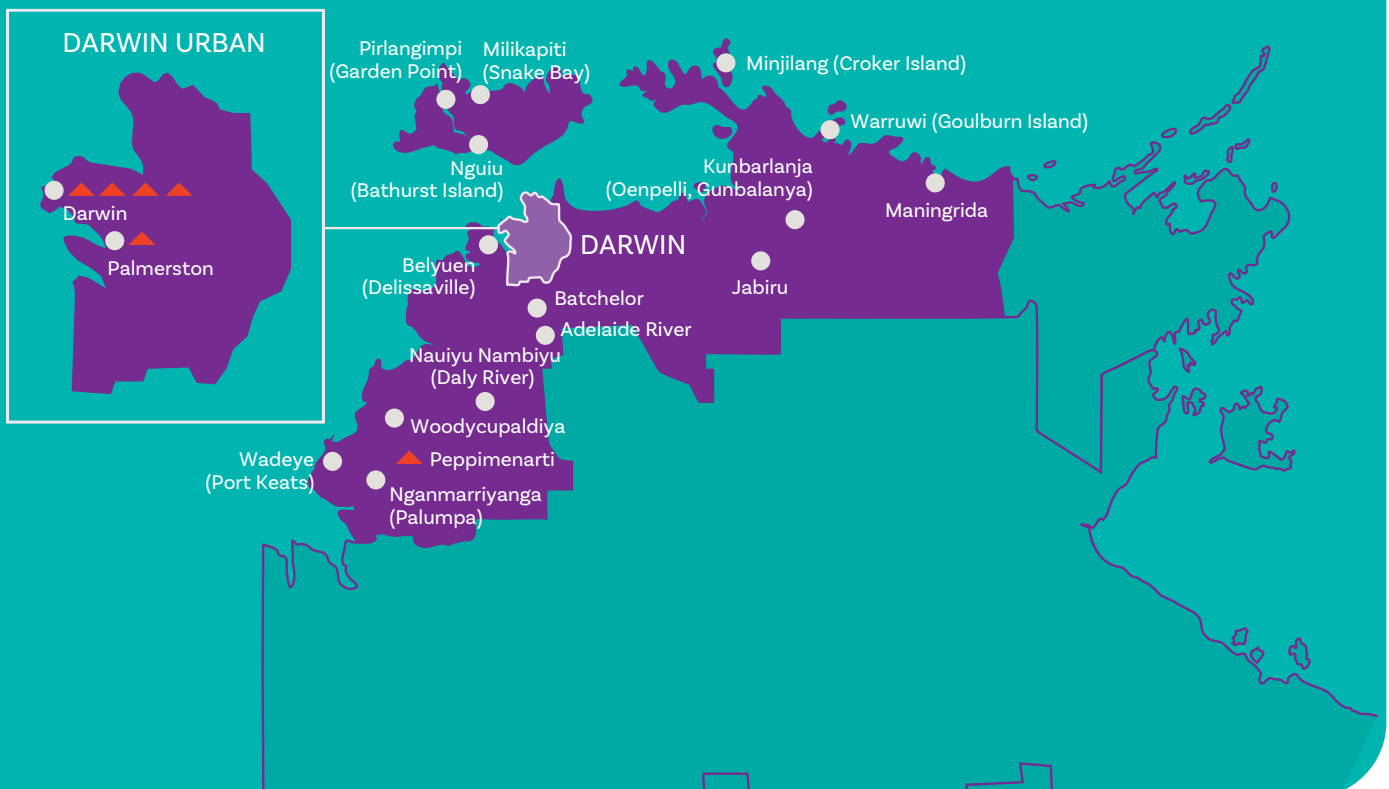 DARWIN URBAN
Darwin
Palmerston
Pirlangimpi
(Garden Point)
Milikapiti
(Snake Bay)
Minjilang (Croker Island)
Warruwi (Goulburn Island)
Nguiu
(Bathurst Island)
Kunbarlanja
(Oenpelli, Gunbalanya)
Maningrida
DARWIN
Belyuen
(Delissaville)
Jabiru
Batchelor
Adelaide River
Nauiyu Nambiyu
(Daly River)
Woodycupaldiya
Peppimenarti
Wadeye
(Port Keats)
Nganmarriyanga
(Palumpa)